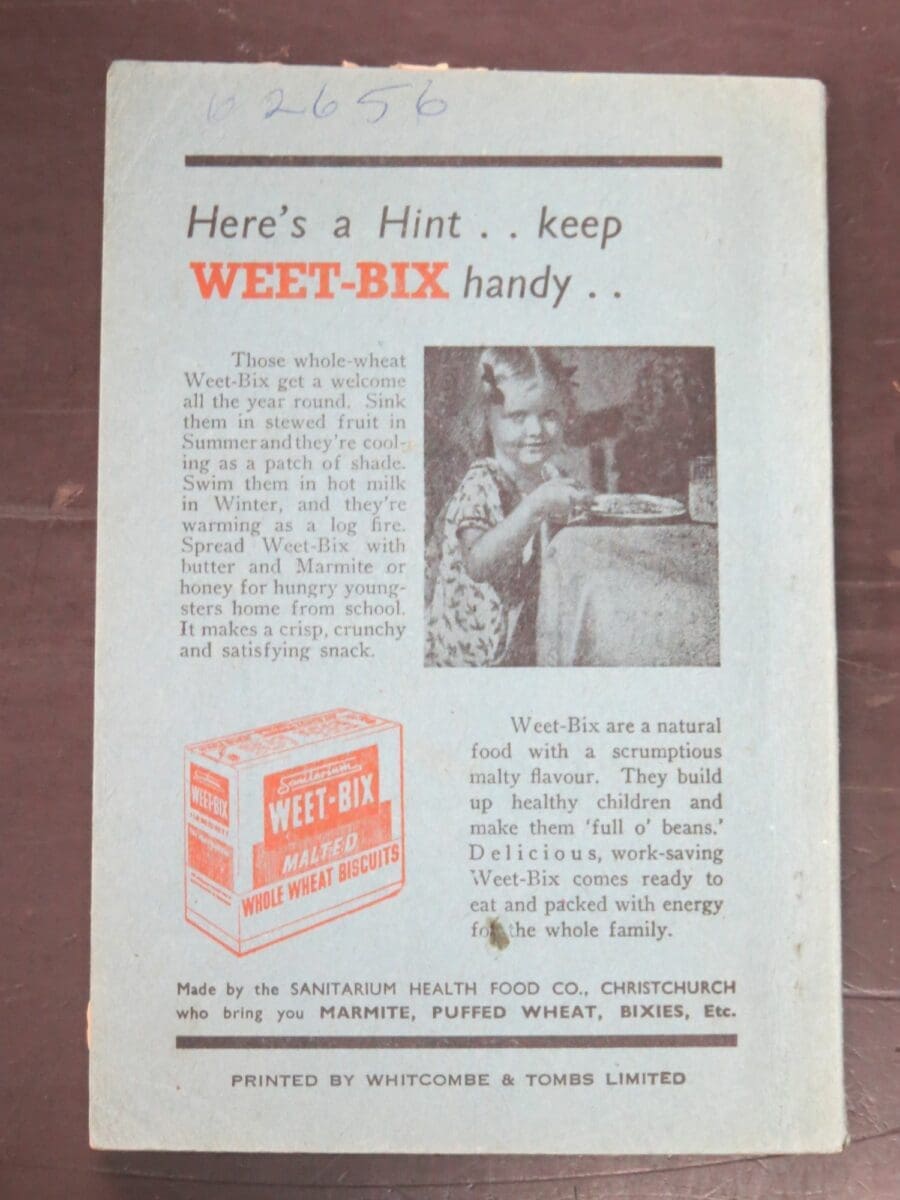 02656
Here's a Hint . . keep
WEET-BIX handy . .
Those whole-wheat
Weet-Bix get a welcome
all the year round. Sink
them in stewed fruit in
Summer and they're cool-
ing as a patch of shade.
Swim them in hot milk
in Winter, and they're
warming as a log fire.
Spread Weet-Bix with
butter and Marmite or
honey for hungry young-
sters home from school.
It makes a crisp, crunchy
and satisfying snack.
Sanitarium
WEET-BIX
MALTED
WHOLE WHEAT BISCUITS
WEET-BIX
Weet-Bix are a natural
food with a scrumptious
malty flavour. They build
up healthy children and
make them 'full o' beans.'
Delicious, work-saving
Weet-Bix comes ready to
eat and packed with energy
for the whole family.
Made by the SANITARIUM HEALTH FOOD CO., CHRISTCHURCH
who bring you MARMITE, PUFFED WHEAT, BIXIES, Etc.
PRINTED BY WHITCOMBE & TOMBS LIMITED